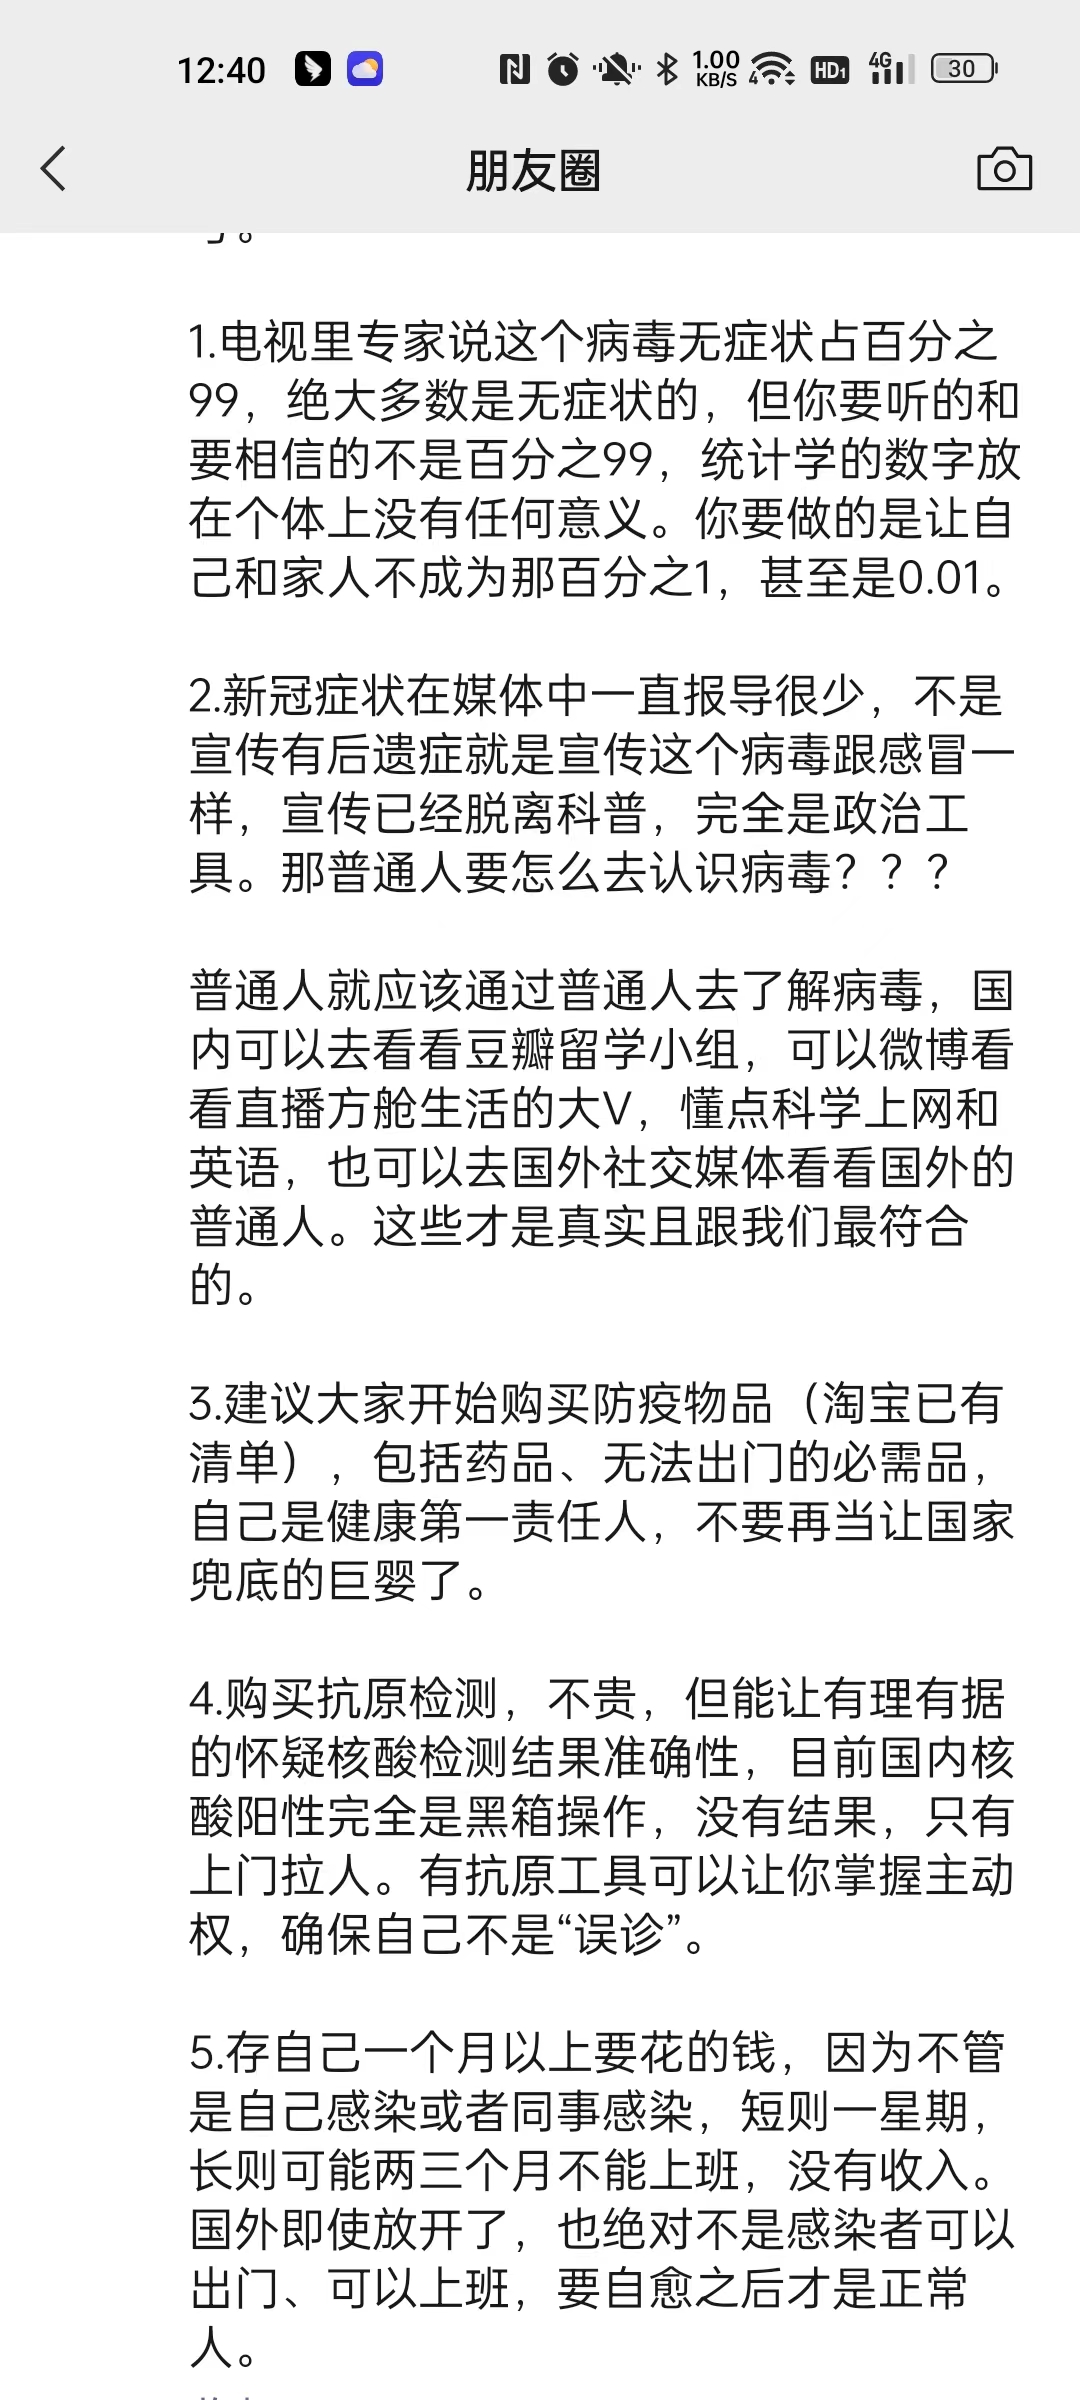 12:40
1.00
KB/S
4
HD1
4G
30
朋友圈
1.电视里专家说这个病毒无症状占百分之
99，绝大多数是无症状的，但你要听的和
要相信的不是百分之99，统计学的数字放
在个体上没有任何意义。你要做的是让自
己和家人不成为那百分之1，甚至是0.01。
2.新冠症状在媒体中一直报导很少，不是
宣传有后遗症就是宣传这个病毒跟感冒一
样，宣传已经脱离科普，完全是政治工
具。那普通人要怎么去认识病毒？？？
普通人就应该通过普通人去了解病毒，国
内可以去看看豆瓣留学小组，可以微博看
看直播方舱生活的大V，懂点科学上网和
英语，也可以去国外社交媒体看看国外的
普通人。这些才是真实且跟我们最符合
的。
3.建议大家开始购买防疫物品（淘宝已有
清单），包括药品、无法出门的必需品，
自己是健康第一责任人，不要再当让国家
兜底的巨婴了。
4.购买抗原检测，不贵，但能让有理有据
的怀疑核酸检测结果准确性，目前国内核
酸阳性完全是黑箱操作，没有结果，只有
上门拉人。有抗原工具可以让你掌握主动
权，确保自己不是“误诊”。
5.存自己一个月以上要花的钱，因为不管
是自己感染或者同事感染，短则一星期，
长则可能两三个月不能上班，没有收入。
国外即使放开了，也绝对不是感染者可以
出门、可以上班，要自愈之后才是正常
人。